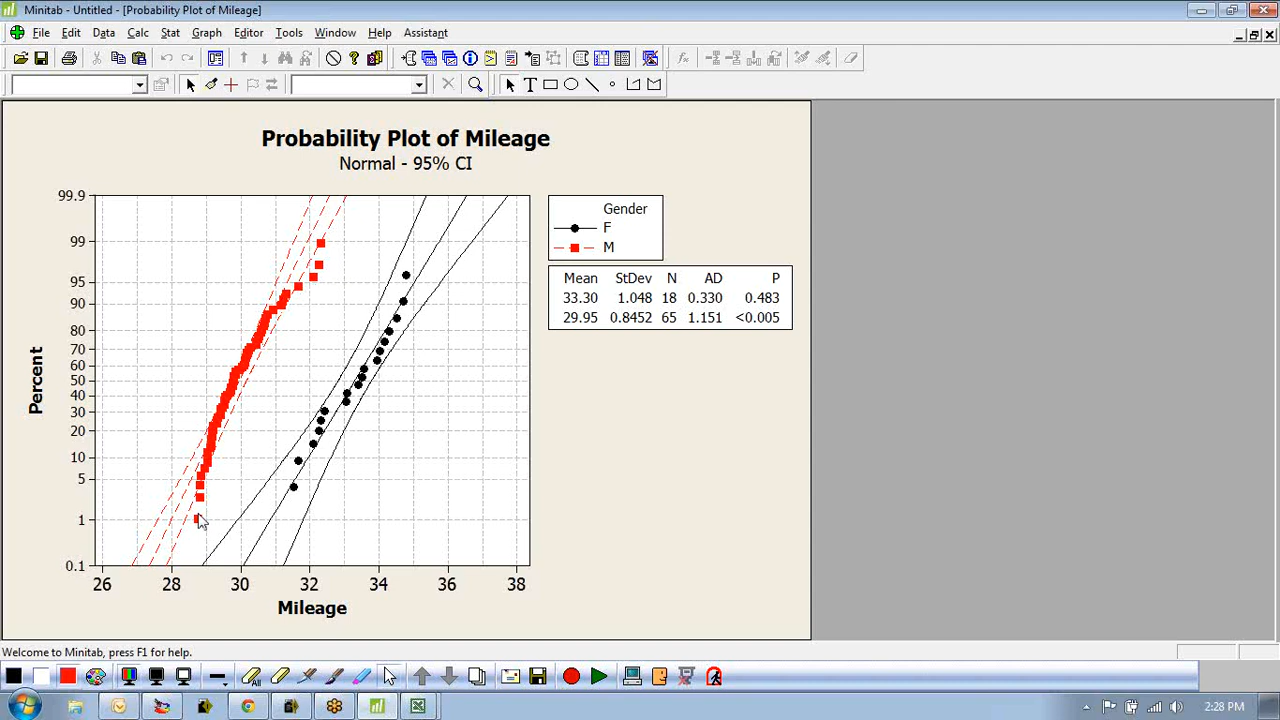 Minitab - Untitled - [Probability Plot of Mileage]
File Edit Data Calc Stat Graph Editor Tools Window Help Assistant
Probability Plot of Mileage
Normal - 95% CI
99.9
99
95
90
80
70
60
50
40
30
20
10
5
1
0.1
Percent
26 28 30 32 34 36 38
Mileage
Gender
F
M
Mean StDev N AD P
33.30 1.048 18 0.330 0.483
29.95 0.8452 65 1.151 <0.005
Welcome to Minitab, press F1 for help.
2:28 PM